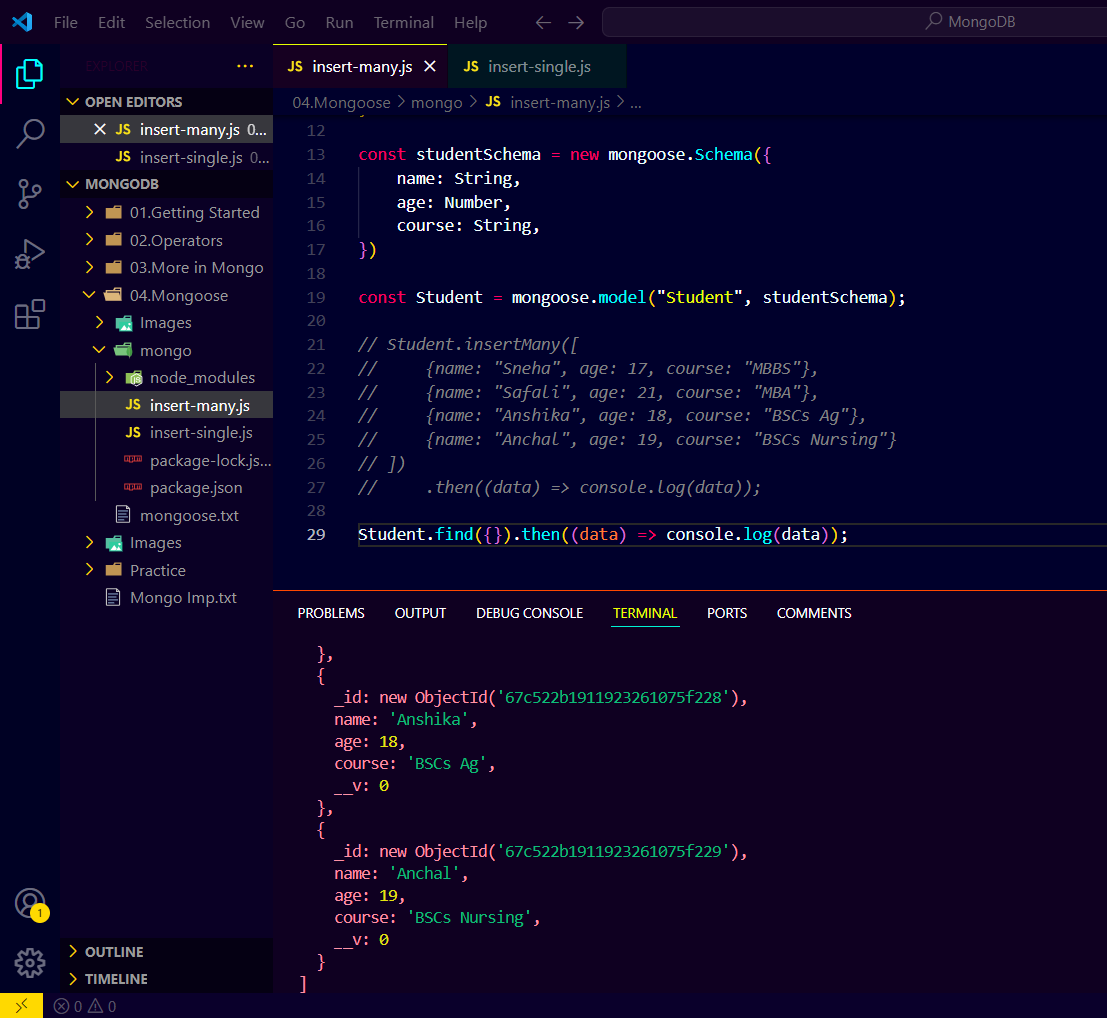 File Edit Selection View Go Run Terminal Help MongoDB
EXPLORER ...
OPEN EDITORS
JS insert-many.js 0...
JS insert-single.js 0...
MONGODB
01.Getting Started
02.Operators
03.More in Mongo
04.Mongoose
Images
mongo
node_modules
JS insert-many.js
JS insert-single.js
package-lock.js...
package.json
mongoose.txt
Images
Practice
Mongo Imp.txt
OUTLINE
TIMELINE
JS insert-many.js JS insert-single.js
04.Mongoose > mongo > JS insert-many.js > ...
12
13 const studentSchema = new mongoose.Schema({
14 name: String,
15 age: Number,
16 course: String,
17 })
18
19 const Student = mongoose.model("Student", studentSchema);
20
21 // Student.insertMany([
22 // {name: "Sneha", age: 17, course: "MBBS"},
23 // {name: "Safali", age: 21, course: "MBA"},
24 // {name: "Anshika", age: 18, course: "BSCs Ag"},
25 // {name: "Anchal", age: 19, course: "BSCs Nursing"}
26 // ])
27 // .then((data) => console.log(data));
28
29 Student.find({}).then((data) => console.log(data));
PROBLEMS OUTPUT DEBUG CONSOLE TERMINAL PORTS COMMENTS
},
{
_id: new ObjectId('67c522b1911923261075f228'),
name: 'Anshika',
age: 18,
course: 'BSCs Ag',
__v: 0
},
{
_id: new ObjectId('67c522b1911923261075f229'),
name: 'Anchal',
age: 19,
course: 'BSCs Nursing',
__v: 0
}
]
1
0 0